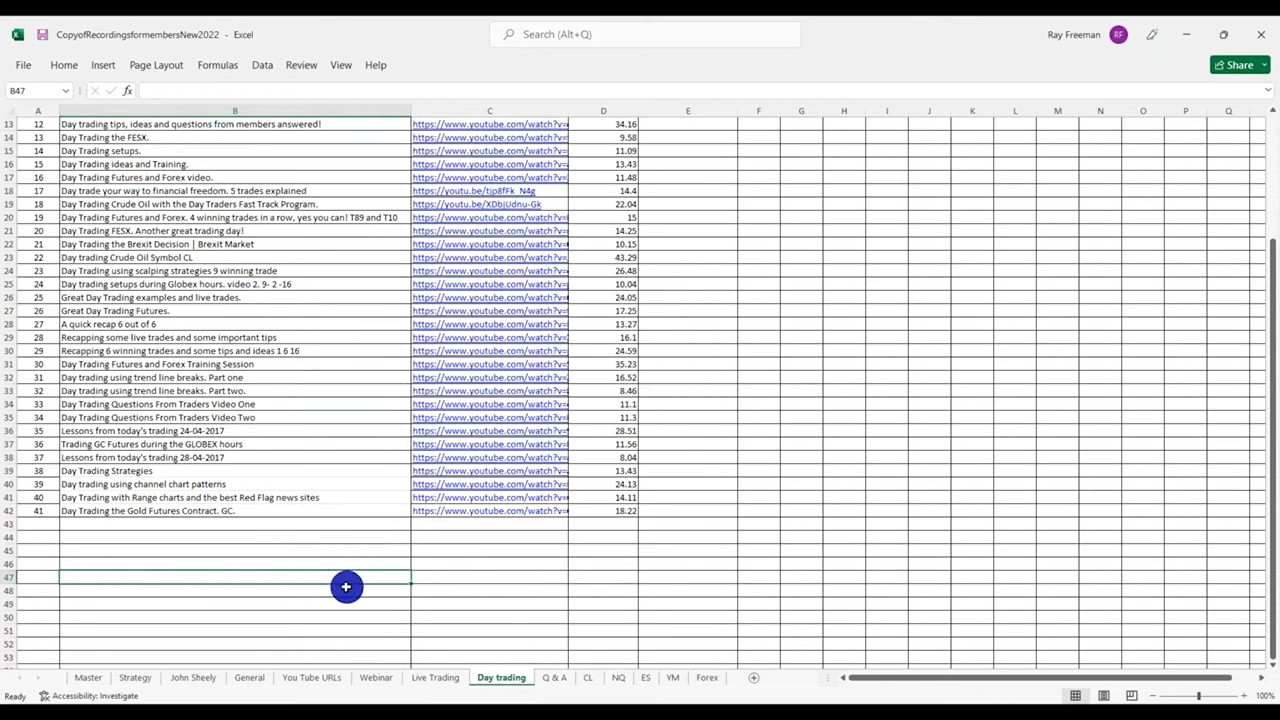 CopyofRecordingsformembersNew2022 - Excel
Search (Alt+Q)
Ray Freeman
RF
File Home Insert Page Layout Formulas Data Review View Help
Share
B47
fx
A B C D E F G H I J K L M N O P Q
13 12 Day trading tips, ideas and questions from members answered! https://www.youtube.com/watch?v= 34.16
14 13 Day Trading the FESX. https://www.youtube.com/watch?v= 9.58
15 14 Day Trading setups. https://www.youtube.com/watch?v= 11.09
16 15 Day Trading ideas and Training. https://www.youtube.com/watch?v= 13.43
17 16 Day Trading Futures and Forex video. https://www.youtube.com/watch?v= 11.48
18 17 Day trade your way to financial freedom. 5 trades explained https://youtu.be/tjp8fFk_N4g 14.4
19 18 Day Trading Crude Oil with the Day Traders Fast Track Program. https://youtu.be/XDbjUdnu-Gk 22.04
20 19 Day Trading Futures and Forex. 4 winning trades in a row, yes you can! T89 and T10 https://www.youtube.com/watch?v= 15
21 20 Day Trading FESX. Another great trading day! https://www.youtube.com/watch?v= 14.25
22 21 Day Trading the Brexit Decision | Brexit Market https://www.youtube.com/watch?v= 10.15
23 22 Day trading Crude Oil Symbol CL https://www.youtube.com/watch?v= 43.29
24 23 Day Trading using scalping strategies 9 winning trade https://www.youtube.com/watch?v= 26.48
25 24 Day trading setups during Globex hours. video 2. 9- 2 -16 https://www.youtube.com/watch?v= 10.04
26 25 Great Day Trading examples and live trades. https://www.youtube.com/watch?v= 24.05
27 26 Great Day Trading Futures. https://www.youtube.com/watch?v= 17.25
28 27 A quick recap 6 out of 6 https://www.youtube.com/watch?v= 13.27
29 28 Recapping some live trades and some important tips https://www.youtube.com/watch?v= 16.1
30 29 Recapping 6 winning trades and some tips and ideas 1 6 16 https://www.youtube.com/watch?v= 24.59
31 30 Day Trading Futures and Forex Training Session https://www.youtube.com/watch?v= 35.23
32 31 Day trading using trend line breaks. Part one https://www.youtube.com/watch?v= 16.52
33 32 Day trading using trend line breaks. Part two. https://www.youtube.com/watch?v= 8.46
34 33 Day Trading Questions From Traders Video One https://www.youtube.com/watch?v= 11.1
35 34 Day Trading Questions From Traders Video Two https://www.youtube.com/watch?v= 11.3
36 35 Lessons from today's trading 24-04-2017 https://www.youtube.com/watch?v= 28.51
37 36 Trading GC Futures during the GLOBEX hours https://www.youtube.com/watch?v= 11.56
38 37 Lessons from today's trading 28-04-2017 https://www.youtube.com/watch?v= 8.04
39 38 Day Trading Strategies https://www.youtube.com/watch?v= 13.43
40 39 Day trading using channel chart patterns https://www.youtube.com/watch?v= 24.13
41 40 Day Trading with Range charts and the best Red Flag news sites https://www.youtube.com/watch?v= 14.11
42 41 Day Trading the Gold Futures Contract. GC. https://www.youtube.com/watch?v= 18.22
43
44
45
46
47
48
49
50
51
52
53
Master Strategy John Sheely General You Tube URLs Webinar Live Trading Day trading Q & A CL NQ ES YM Forex
Ready Accessibility: Investigate 100%